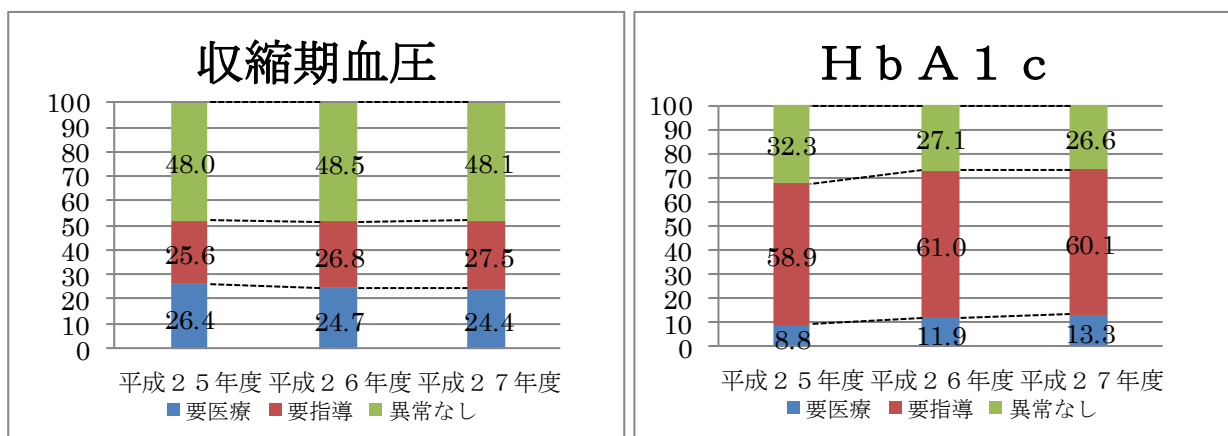 収縮期血圧
100
90
80
70
60
50
40
30
20
10
0
48.0 48.5 48.1
25.6 26.8 27.5
26.4 24.7 24.4
平成２５年度 平成２６年度 平成２７年度
要医療 要指導 異常なし
ＨｂＡ１ｃ
100
90
80
70
60
50
40
30
20
10
0
32.3 27.1 26.6
58.9 61.0 60.1
8.8 11.9 13.3
平成２５年度 平成２６年度 平成２７年度
要医療 要指導 異常なし